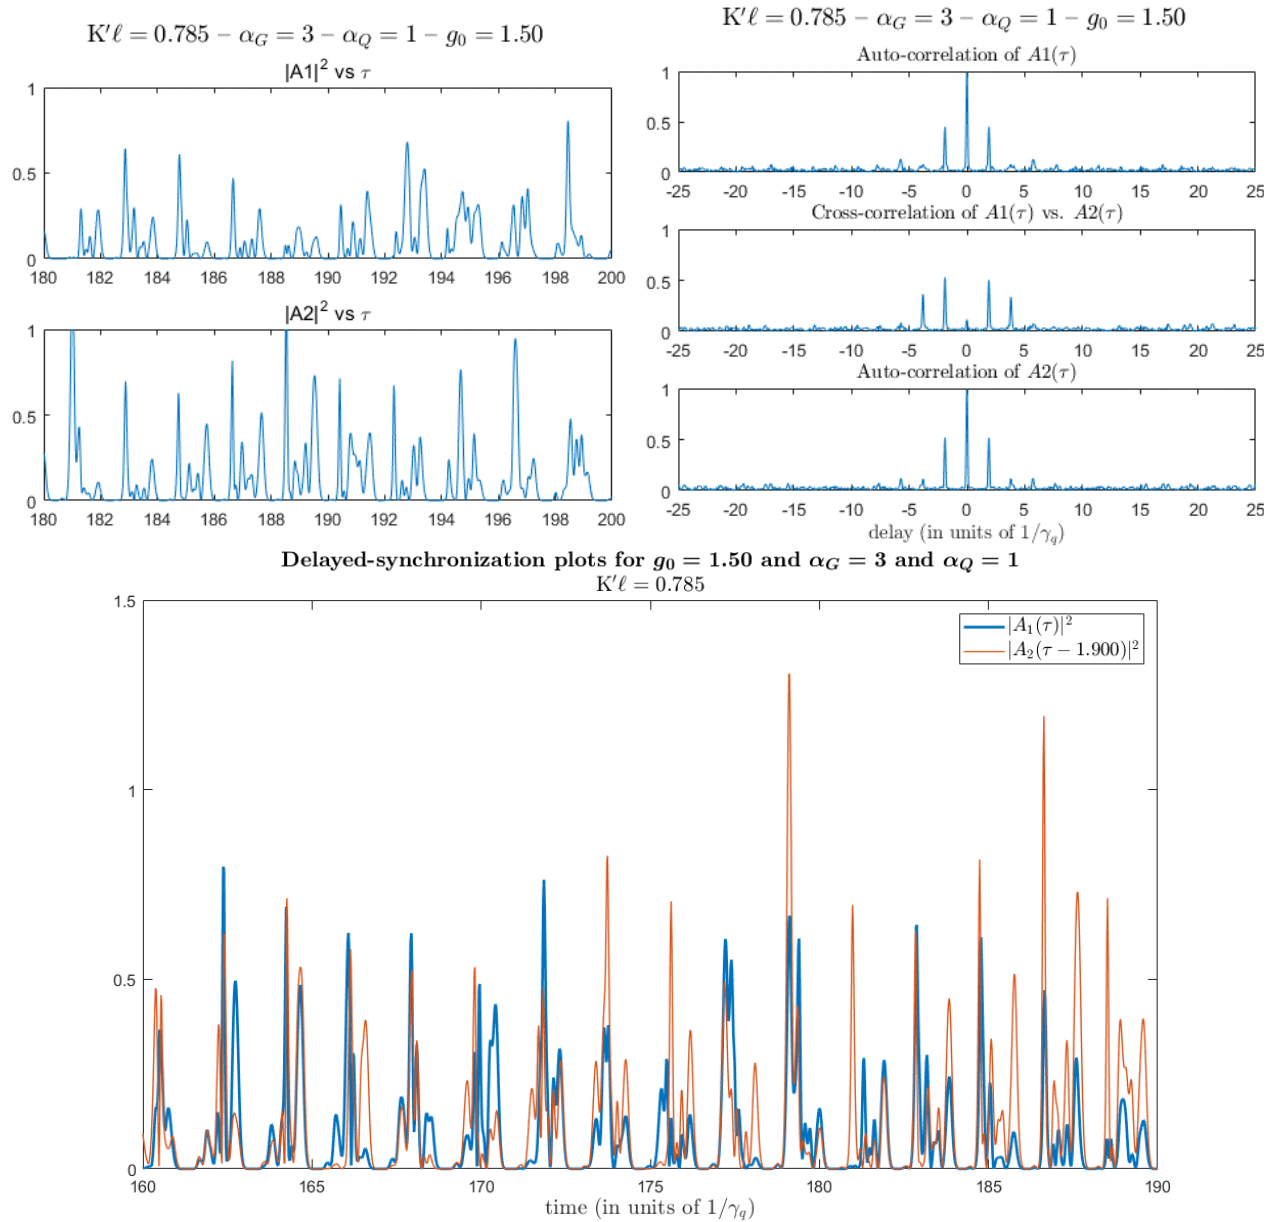 K′ℓ = 0.785 – α_G = 3 – α_Q = 1 – g_0 = 1.50
|A1|² vs τ
1
0.5
0
180 182 184 186 188 190 192 194 196 198 200
|A2|² vs τ
1
0.5
0
180 182 184 186 188 190 192 194 196 198 200
K′ℓ = 0.785 – α_G = 3 – α_Q = 1 – g_0 = 1.50
Auto-correlation of A1(τ)
1
0.5
0
-25 -20 -15 -10 -5 0 5 10 15 20 25
Cross-correlation of A1(τ) vs. A2(τ)
1
0.5
0
-25 -20 -15 -10 -5 0 5 10 15 20 25
Auto-correlation of A2(τ)
1
0.5
0
-25 -20 -15 -10 -5 0 5 10 15 20 25
delay (in units of 1/γ_q)
Delayed-synchronization plots for g_0 = 1.50 and α_G = 3 and α_Q = 1
K′ℓ = 0.785
1.5
1
0.5
0
|A_1(τ)|²
|A_2(τ − 1.900)|²
160 165 170 175 180 185 190
time (in units of 1/γ_q)